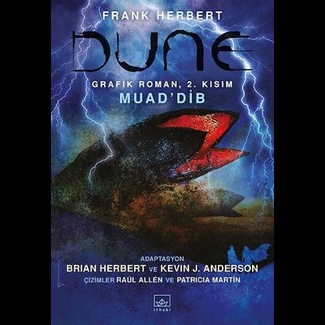 FRANK HERBERT
DUNE
GRAFİK ROMAN, 2. KISIM
MUAD'DİB
ADAPTASYON
BRIAN HERBERT VE KEVIN J. ANDERSON
ÇİZİMLER RAÚL ALLÉN VE PATRICIA MARTÍN
ithaki